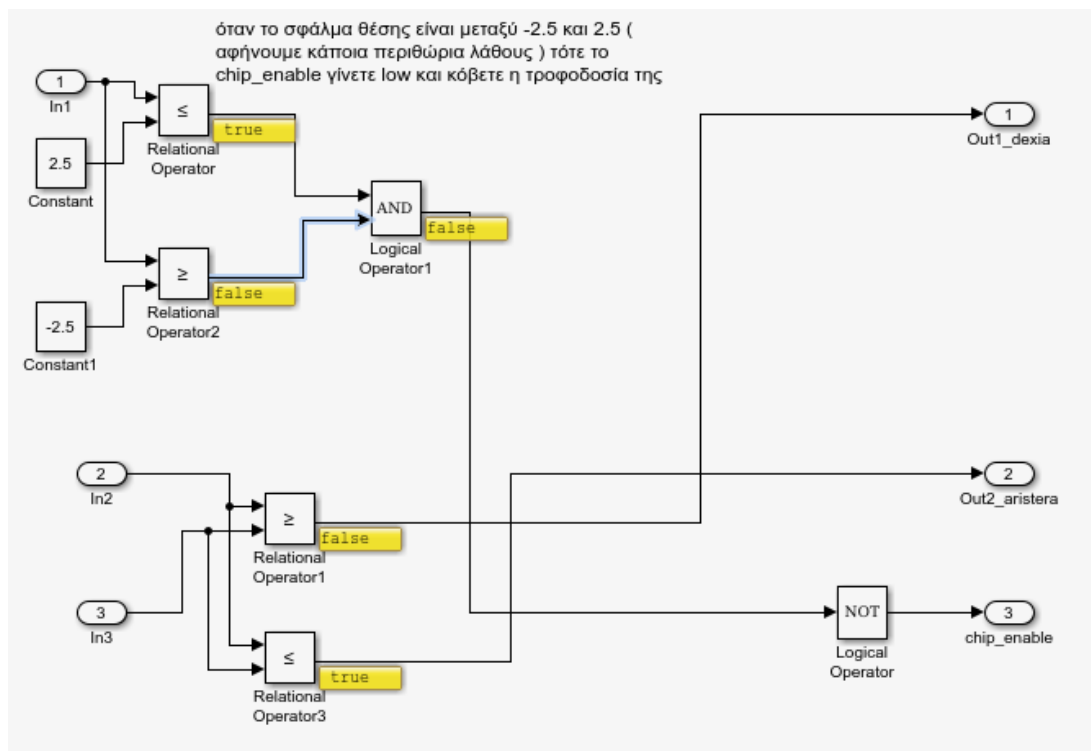 όταν το σφάλμα θέσης είναι μεταξύ -2.5 και 2.5 (
αφήνουμε κάποια περιθώρια λάθους ) τότε το
chip_enable γίνετε low και κόβετε η τροφοδοσία της
1
In1
≤
true
Relational
Operator
2.5
Constant
AND
false
Logical
Operator1
≥
false
Relational
Operator2
-2.5
Constant1
1
Out1_dexia
2
In2
≥
false
Relational
Operator1
2
Out2_aristera
3
In3
≤
true
Relational
Operator3
NOT
Logical
Operator
3
chip_enable